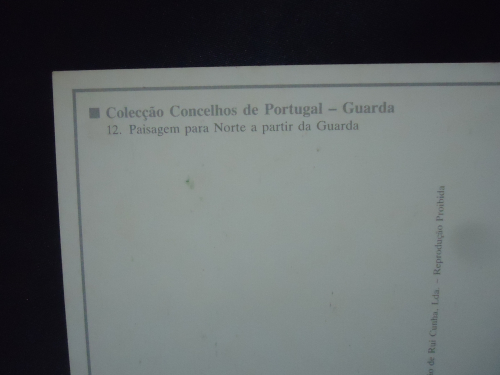 Colecção Concelhos de Portugal – Guarda
12. Paisagem para Norte a partir da Guarda
o de Rui Cunha, Lda. – Reprodução Proibida